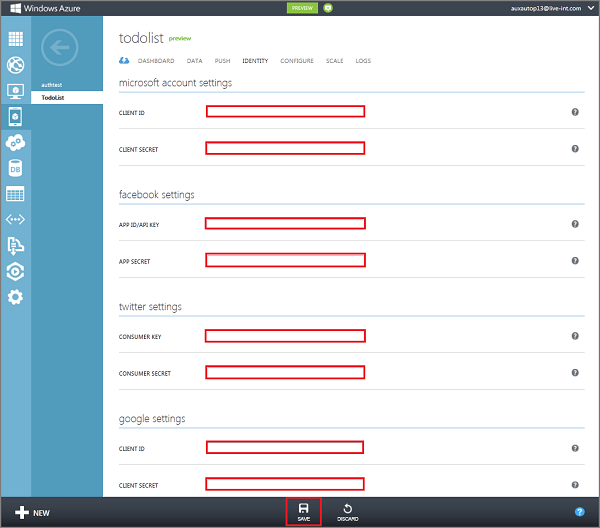 Windows Azure
PREVIEW
auxautop13@live-int.com
authtest
TodoList
DB
todolist preview
DASHBOARD DATA PUSH IDENTITY CONFIGURE SCALE LOGS
microsoft account settings
CLIENT ID ?
CLIENT SECRET ?
facebook settings
APP ID/API KEY ?
APP SECRET ?
twitter settings
CONSUMER KEY ?
CONSUMER SECRET ?
google settings
CLIENT ID ?
CLIENT SECRET ?
NEW SAVE DISCARD ?